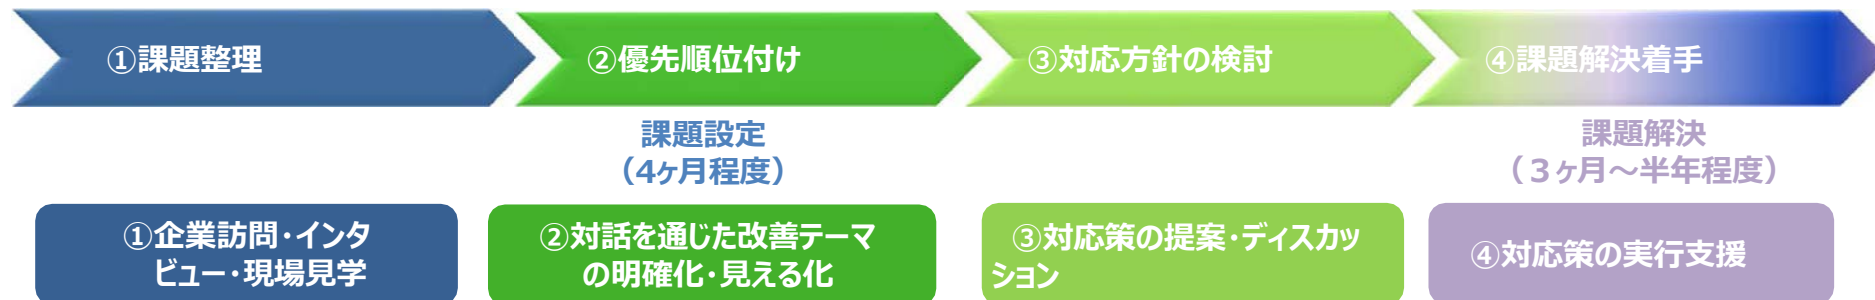 ①課題整理
②優先順位付け
③対応方針の検討
④課題解決着手
課題設定
（4ヶ月程度）
課題解決
（３ヶ月～半年程度）
①企業訪問・インタ
ビュー・現場見学
②対話を通じた改善テーマ
の明確化・見える化
③対応策の提案・ディスカッ
ション
④対応策の実行支援